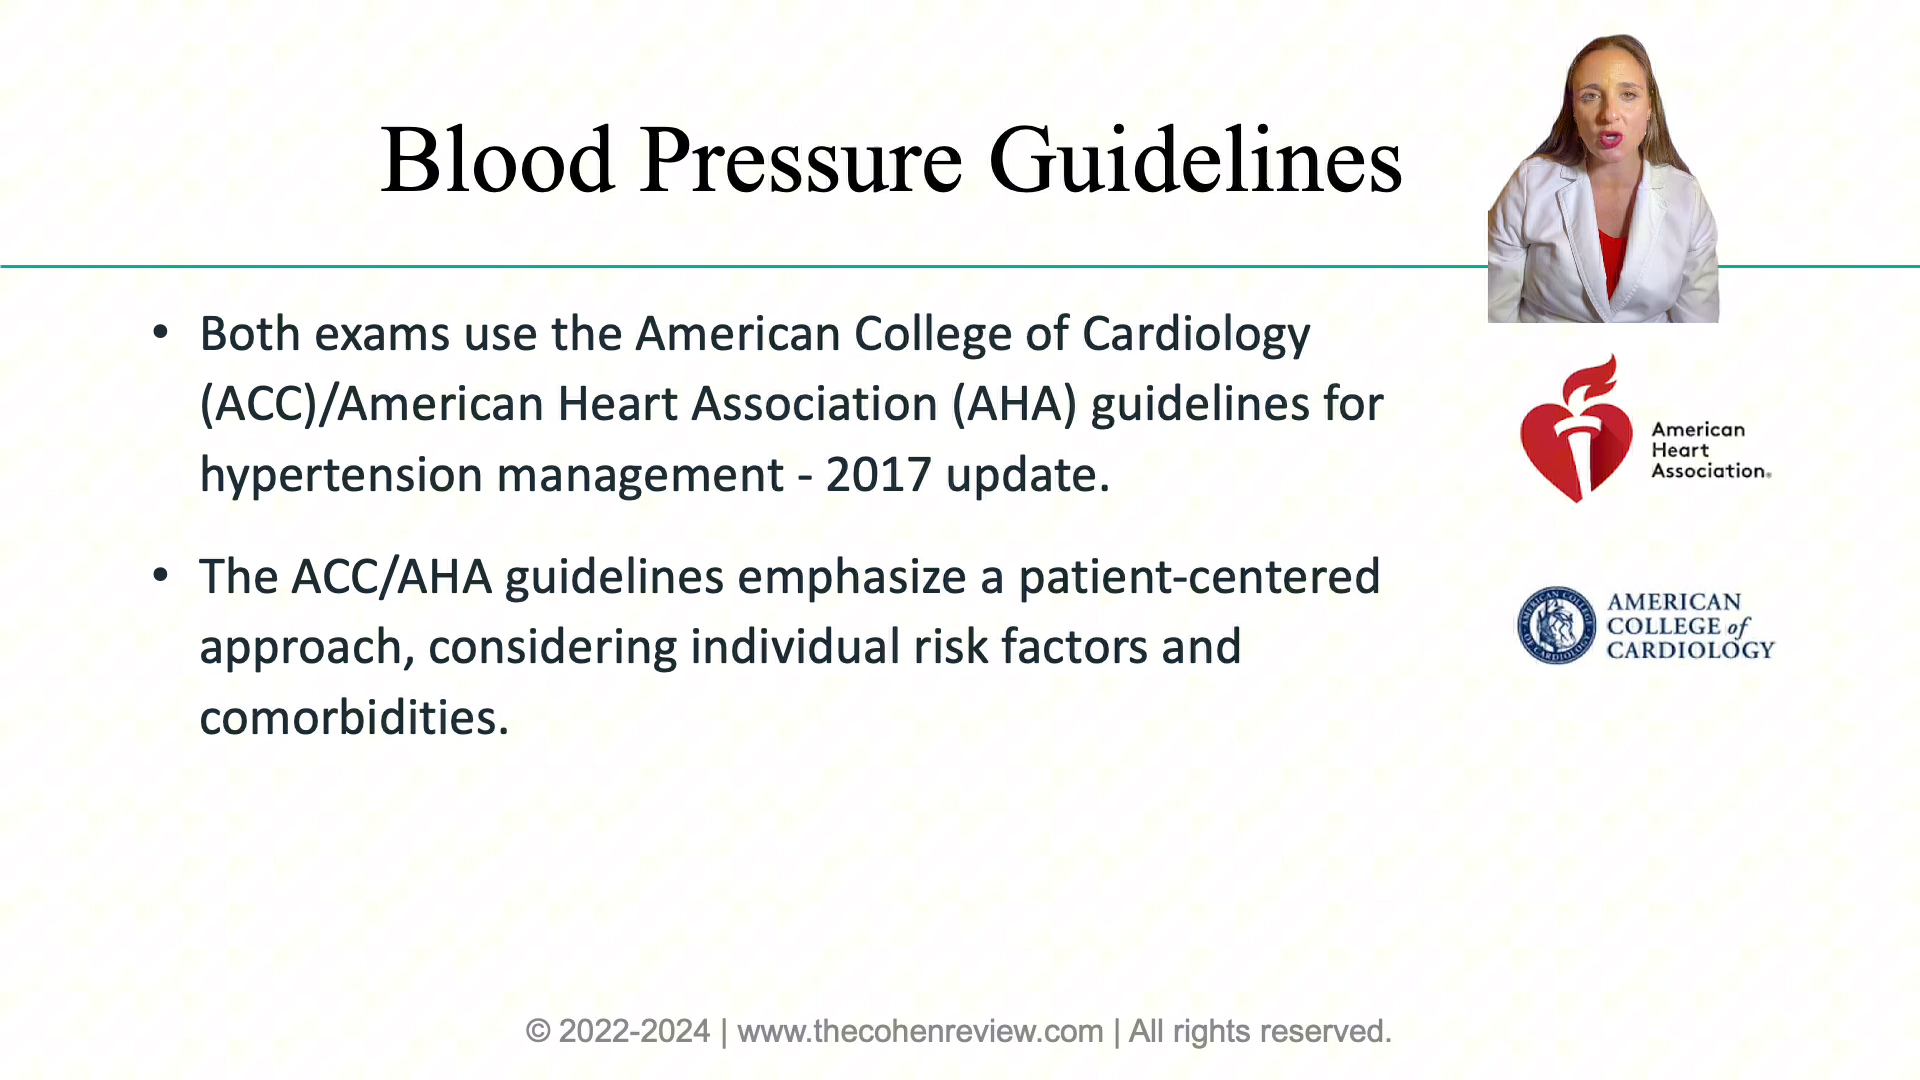 Blood Pressure Guidelines
• Both exams use the American College of Cardiology
(ACC)/American Heart Association (AHA) guidelines for
hypertension management - 2017 update.
• The ACC/AHA guidelines emphasize a patient-centered
approach, considering individual risk factors and
comorbidities.
American
Heart
Association®
AMERICAN
COLLEGE of
CARDIOLOGY
© 2022-2024 | www.thecohenreview.com | All rights reserved.